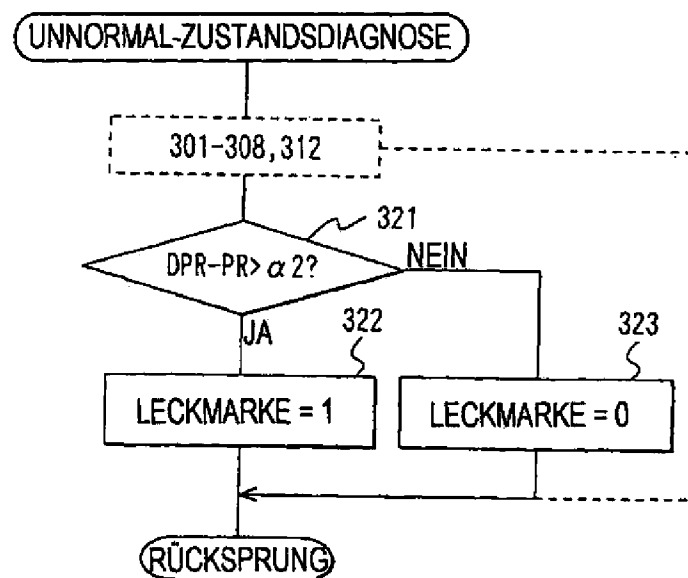 UNNORMAL-ZUSTANDSDIAGNOSE
301-308,312
321
DPR-PR> α 2?
NEIN
JA
322
323
LECKMARKE = 1
LECKMARKE = 0
RÜCKSPRUNG